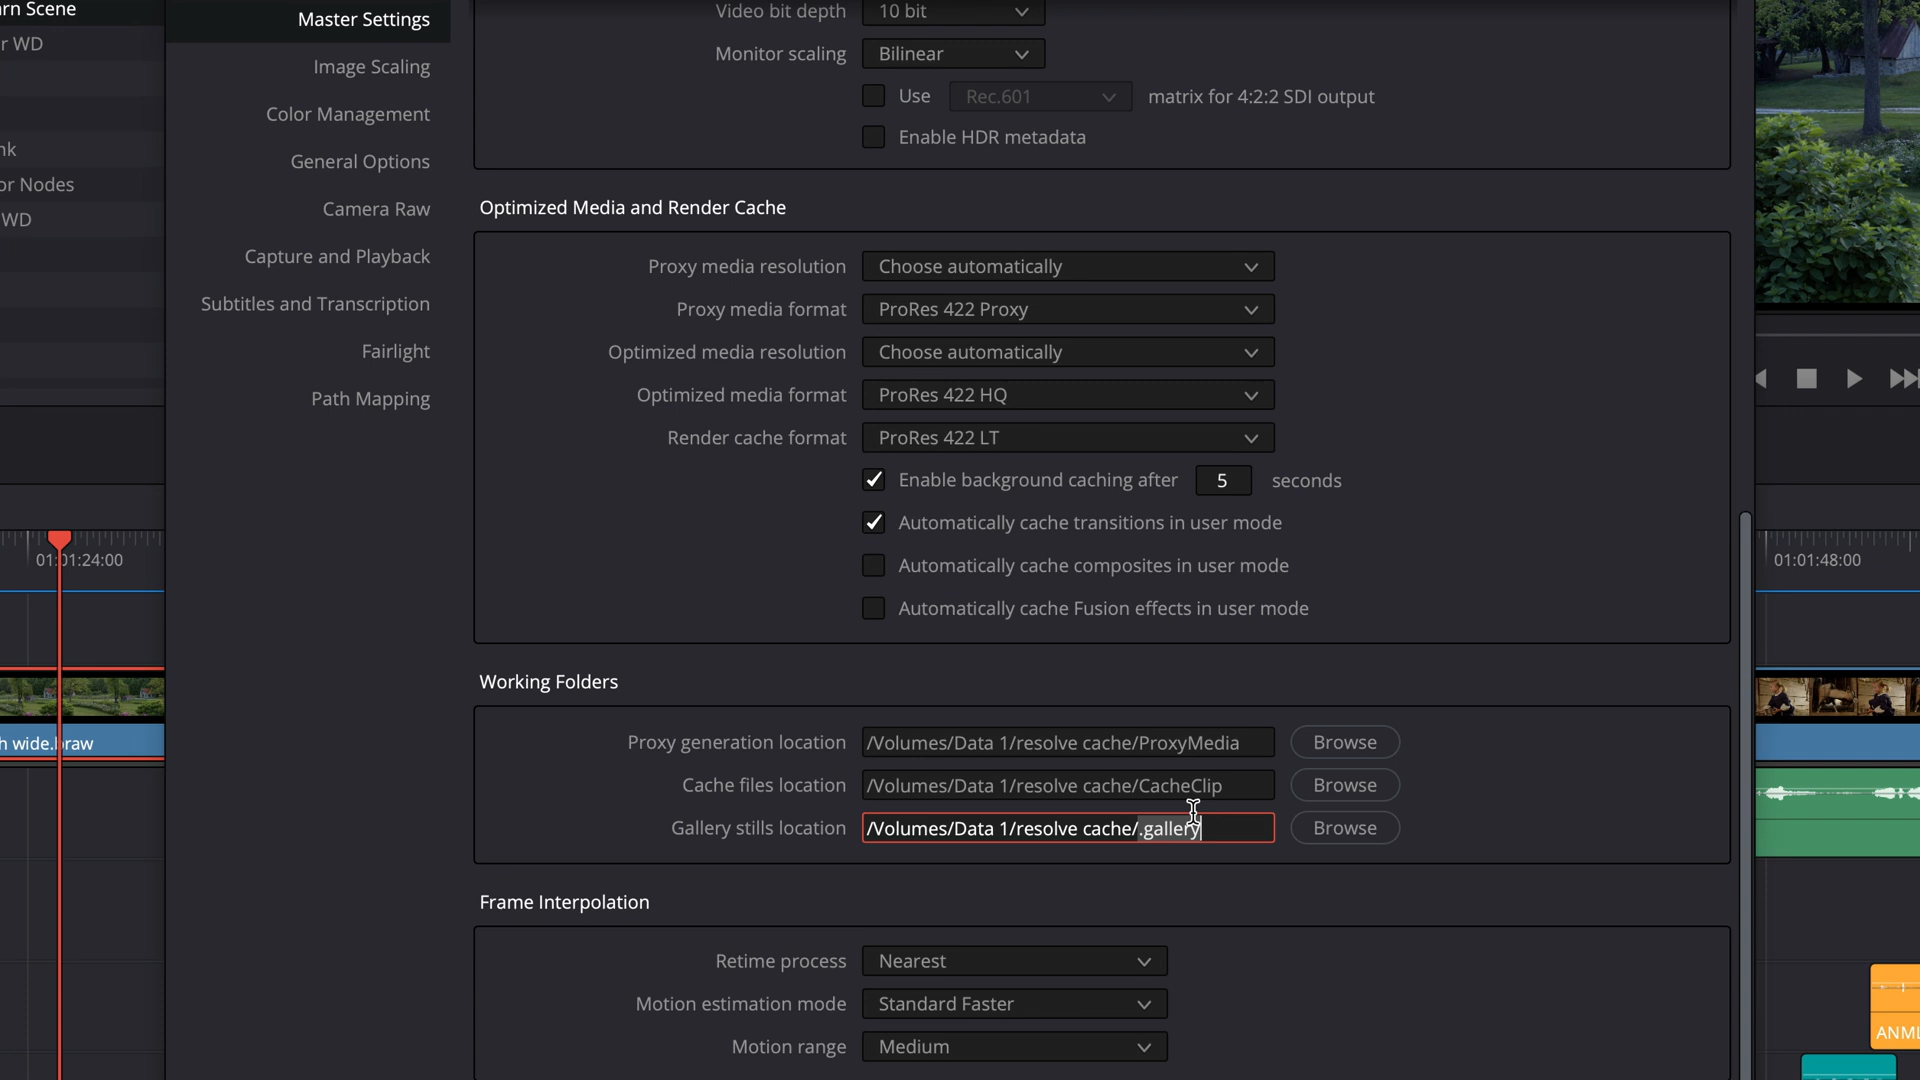 rn Scene
r WD
nk
or Nodes
WD
Master Settings
Image Scaling
Color Management
General Options
Camera Raw
Capture and Playback
Subtitles and Transcription
Fairlight
Path Mapping
Video bit depth 10 bit
Monitor scaling Bilinear
Use Rec.601 matrix for 4:2:2 SDI output
Enable HDR metadata
Optimized Media and Render Cache
Proxy media resolution Choose automatically
Proxy media format ProRes 422 Proxy
Optimized media resolution Choose automatically
Optimized media format ProRes 422 HQ
Render cache format ProRes 422 LT
Enable background caching after 5 seconds
Automatically cache transitions in user mode
Automatically cache composites in user mode
Automatically cache Fusion effects in user mode
Working Folders
Proxy generation location /Volumes/Data 1/resolve cache/ProxyMedia Browse
Cache files location /Volumes/Data 1/resolve cache/CacheClip Browse
Gallery stills location /Volumes/Data 1/resolve cache/.gallery Browse
Frame Interpolation
Retime process Nearest
Motion estimation mode Standard Faster
Motion range Medium
01:01:24:00
h wide.braw
01:01:48:00
ANML